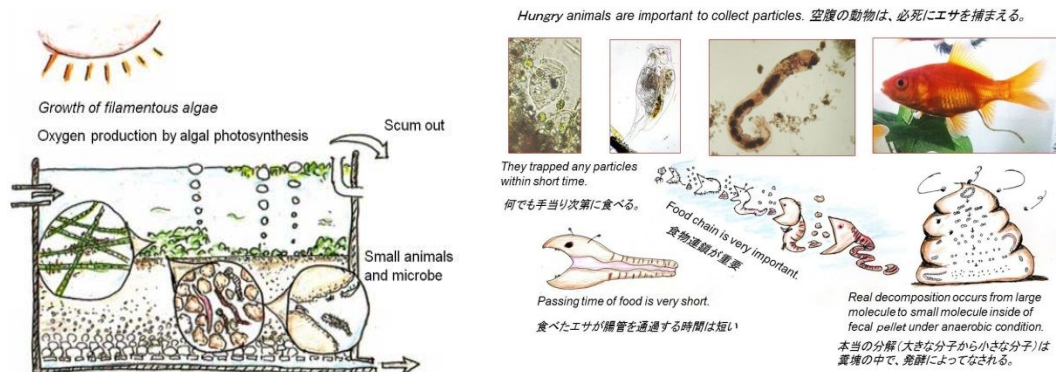 Growth of filamentous algae
Oxygen production by algal photosynthesis
Scum out
Small animals
and microbe
Hungry animals are important to collect particles. 空腹の動物は、必死にエサを捕まえる。
They trapped any particles
within short time.
何でも手当り次第に食べる。
Food chain is very important.
食物連鎖が重要
Passing time of food is very short.
食べたエサが腸管を通過する時間は短い
Real decomposition occurs from large
molecule to small molecule inside of
fecal pellet under anaerobic condition.
本当の分解(大きな分子から小さな分子)は
糞塊の中で、発酵によってなされる。